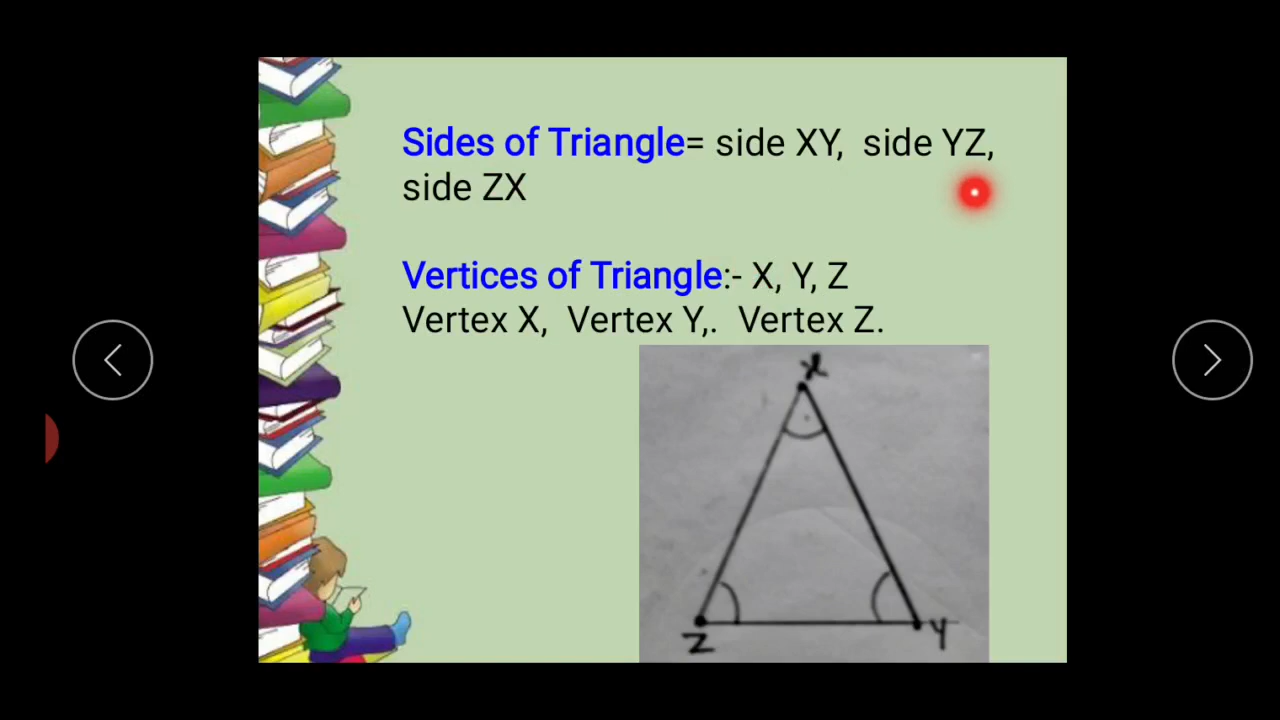 Sides of Triangle= side XY,  side YZ,
side ZX
Vertices of Triangle:- X, Y, Z
Vertex X,  Vertex Y,.  Vertex Z.
X
Z
Y